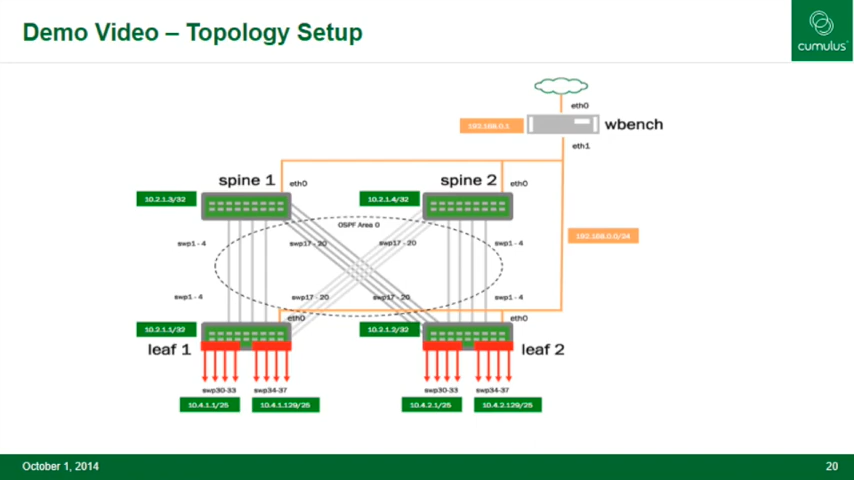 Demo Video – Topology Setup
cumulus
eth0
192.168.0.1
wbench
eth1
spine 1
eth0
spine 2
eth0
10.2.1.3/32
10.2.1.4/32
OSPF Area 0
192.168.0.0/24
swp1 - 4
swp17 - 20
swp17 - 20
swp1 - 4
swp1 - 4
swp17 - 20
swp17 - 20
swp1 - 4
eth0
eth0
10.2.1.1/32
10.2.1.2/32
leaf 1
leaf 2
swp30-33
swp34-37
swp30-33
swp34-37
10.4.1.1/25
10.4.1.129/25
10.4.2.1/25
10.4.2.129/25
October 1, 2014
20